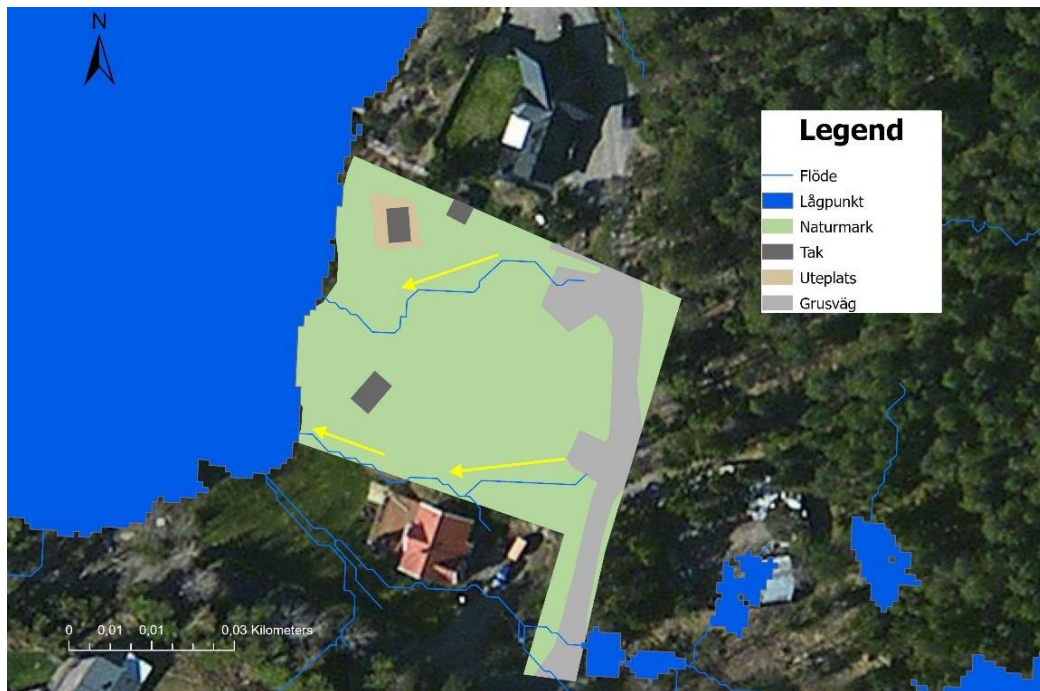 N
Legend
Flöde
Lågpunkt
Naturmark
Tak
Uteplats
Grusväg
0 0,01 0,01 0,03 Kilometers